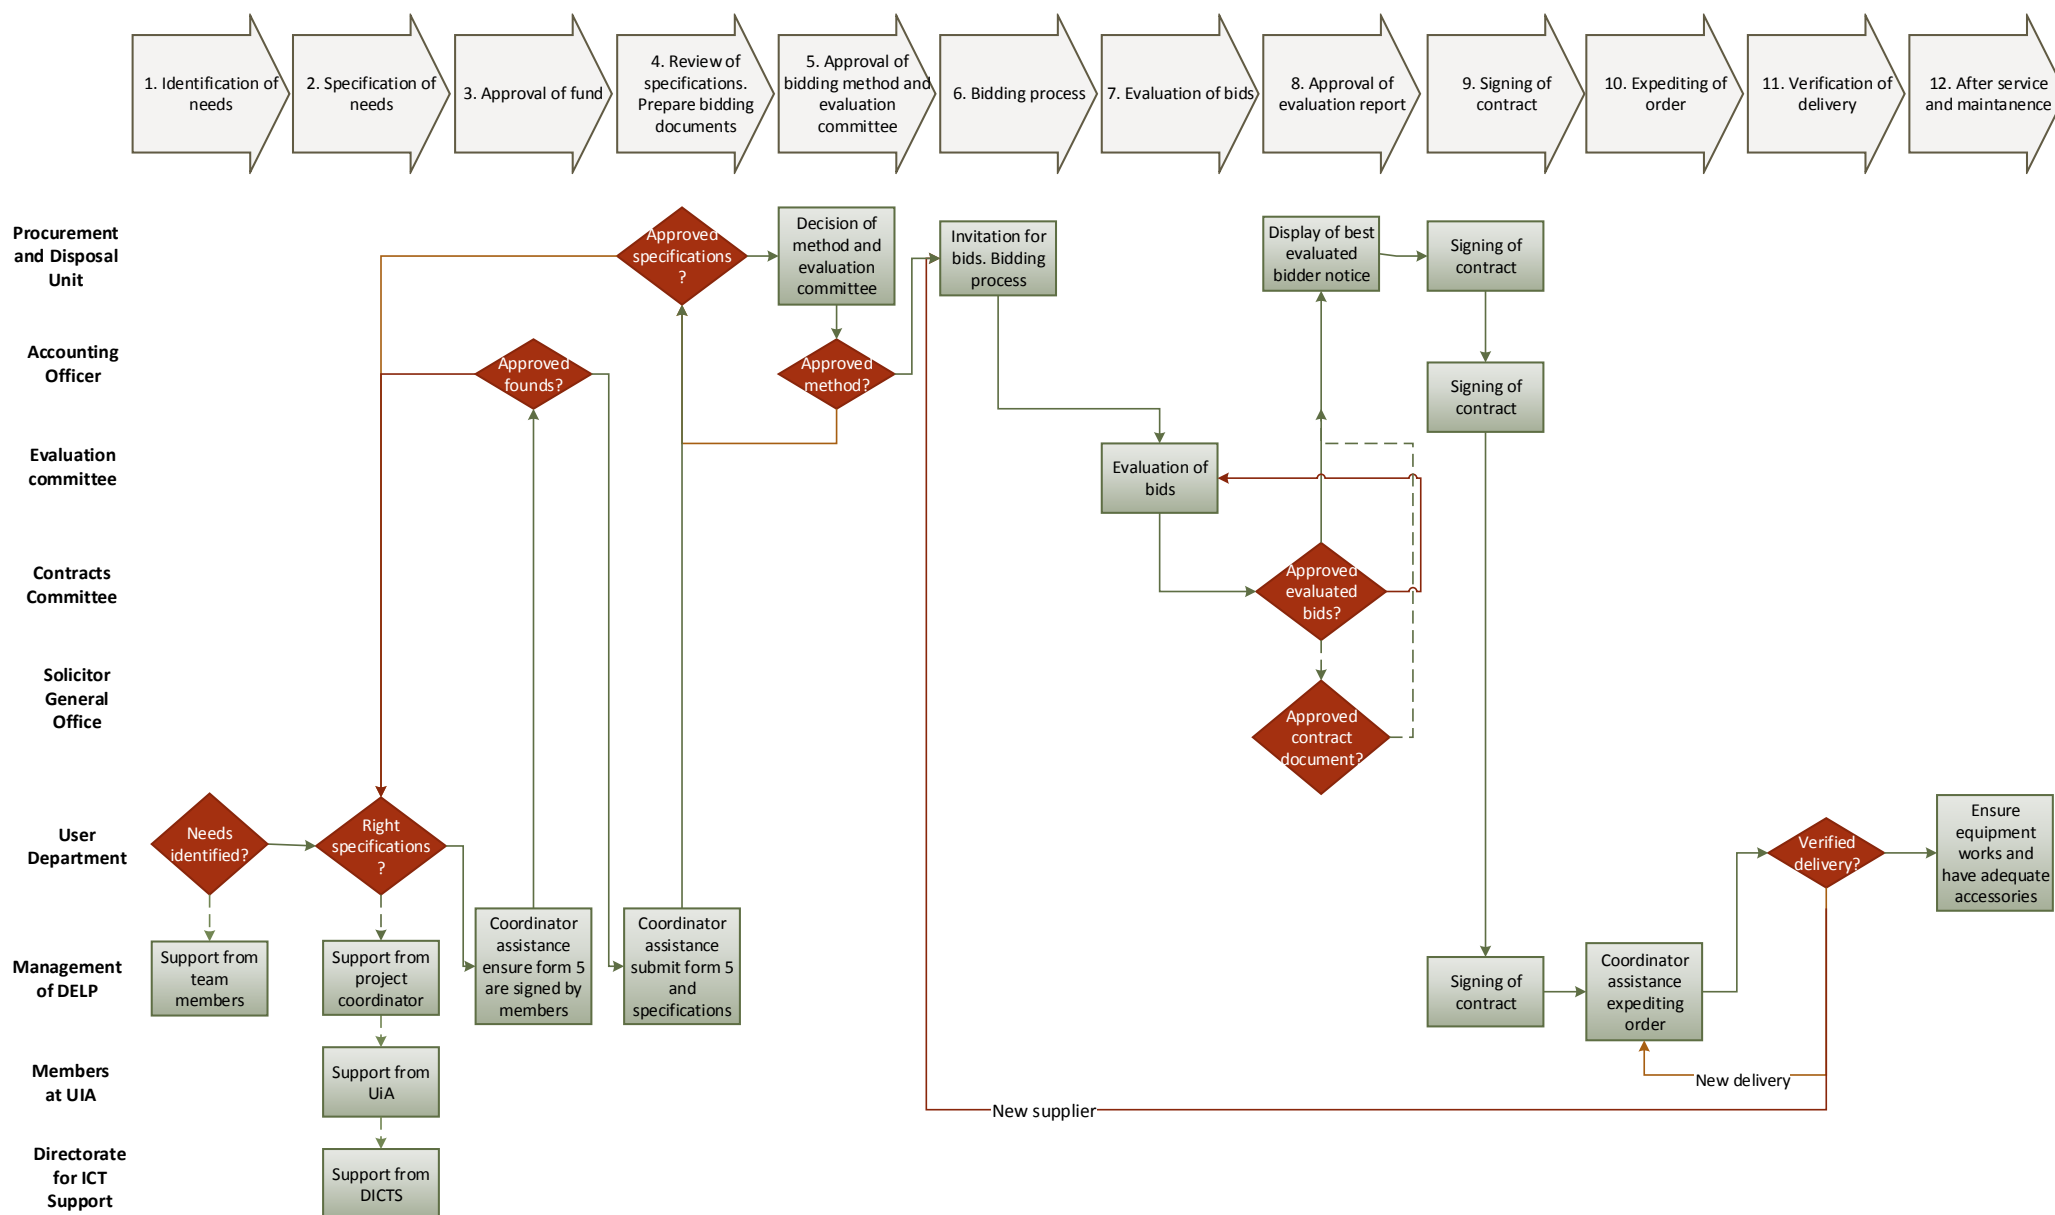 1. Identification of
needs
2. Specification of
needs
3. Approval of fund
4. Review of
specifications.
Prepare bidding
documents
5. Approval of
bidding method and
evaluation
committee
6. Bidding process
7. Evaluation of bids
8. Approval of
evaluation report
9. Signing of
contract
10. Expediting of
order
11. Verification of
delivery
12. After service
and maintanence
Procurement
and Disposal
Unit
Approved
specifications
?
Decision of
method and
evaluation
committee
Invitation for
bids. Bidding
process
Display of best
evaluated
bidder notice
Signing of
contract
Accounting
Officer
Approved
founds?
Approved
method?
Signing of
contract
Evaluation
committee
Evaluation of
bids
Contracts
Committee
Approved
evaluated
bids?
Solicitor
General
Office
Approved
contract
document?
User
Department
Needs
identified?
Right
specifications
?
Verified
delivery?
Ensure
equipment
works and
have adequate
accessories
Management
of DELP
Support from
team
members
Support from
project
coordinator
Coordinator
assistance
ensure form 5
are signed by
members
Coordinator
assistance
submit form 5
and
specifications
Signing of
contract
Coordinator
assistance
expediting
order
New delivery
Members
at UIA
Support from
UiA
New supplier
Directorate
for ICT
Support
Support from
DICTS